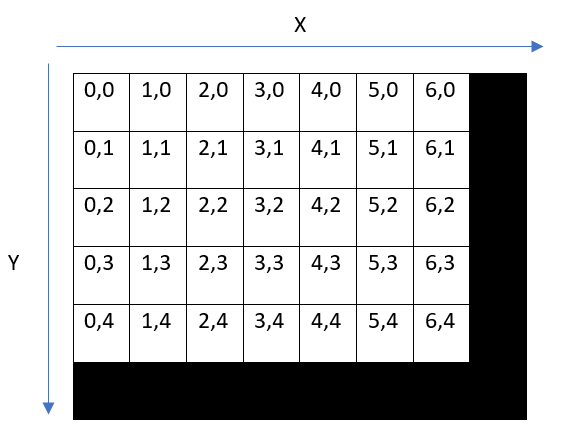 X
0,0 1,0 2,0 3,0 4,0 5,0 6,0
0,1 1,1 2,1 3,1 4,1 5,1 6,1
0,2 1,2 2,2 3,2 4,2 5,2 6,2
Y
0,3 1,3 2,3 3,3 4,3 5,3 6,3
0,4 1,4 2,4 3,4 4,4 5,4 6,4